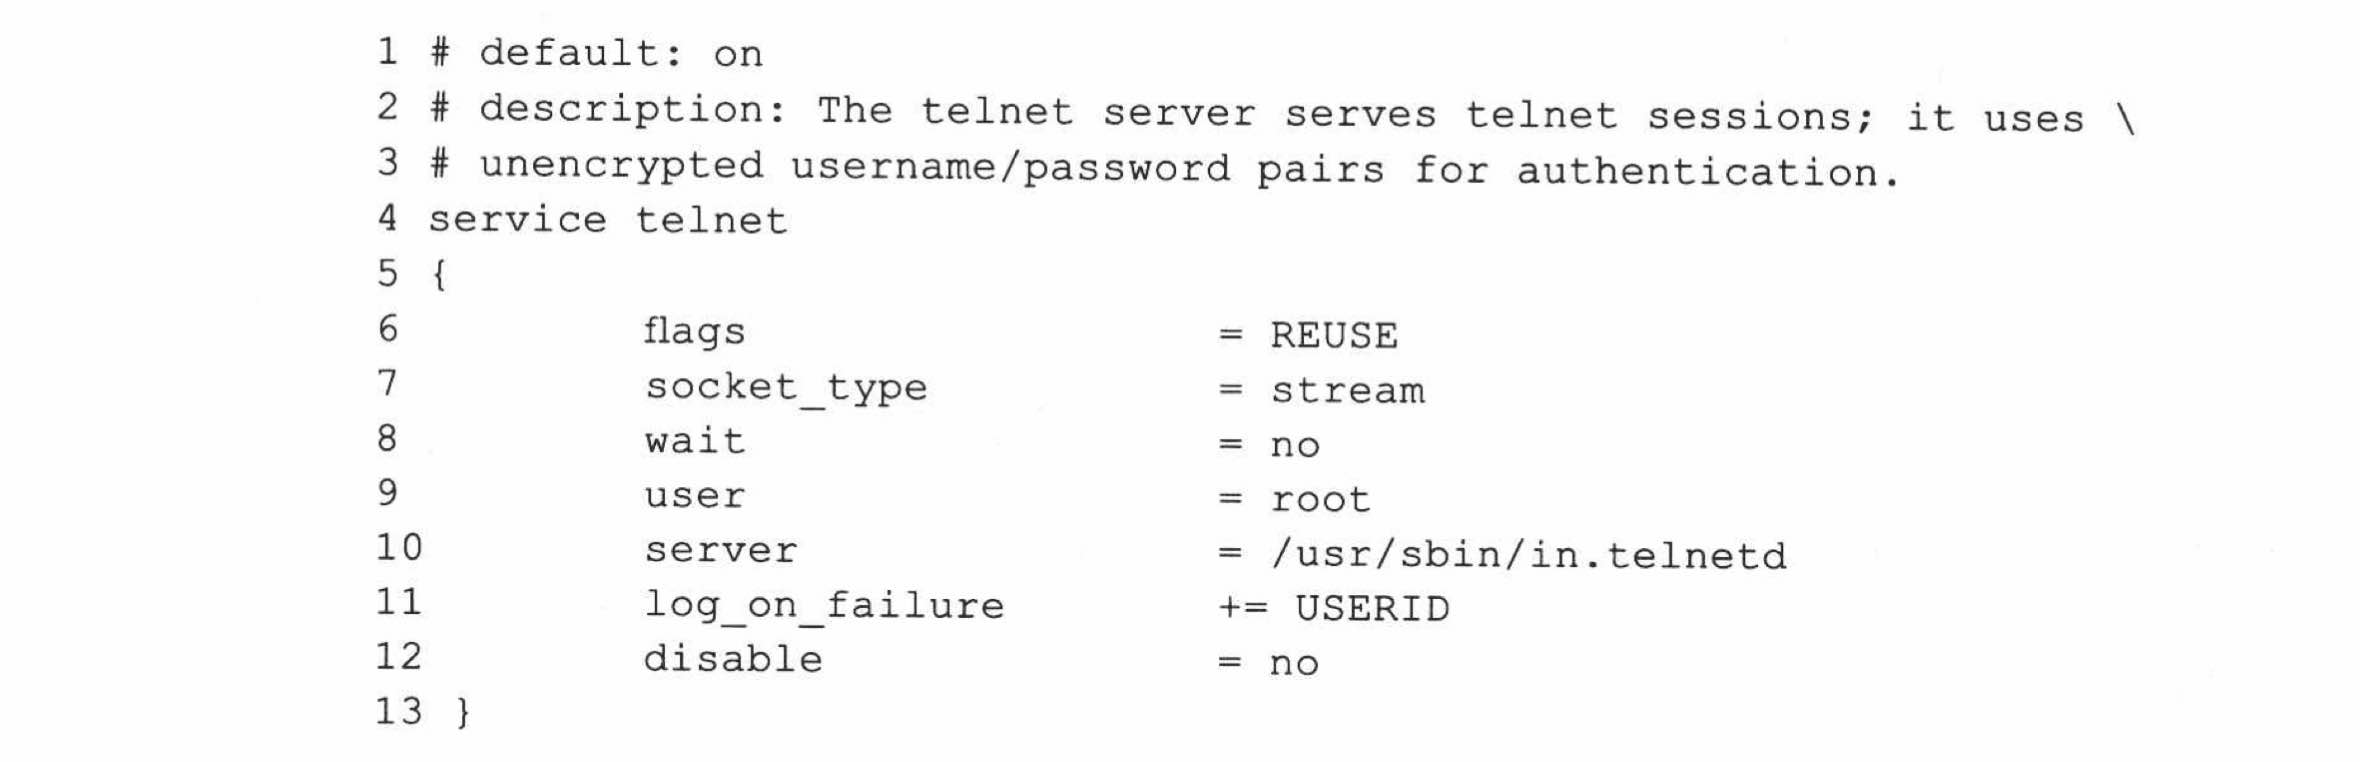 1 # default: on
2 # description: The telnet server serves telnet sessions; it uses \
3 # unencrypted username/password pairs for authentication.
4 service telnet
5 {
6 flags = REUSE
7 socket_type = stream
8 wait = no
9 user = root
10 server = /usr/sbin/in.telnetd
11 log_on_failure += USERID
12 disable = no
13 }